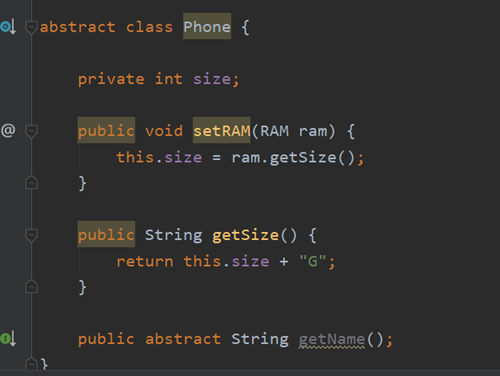 abstract class Phone {
private int size;
@
public void setRAM(RAM ram) {
this.size = ram.getSize();
}
public String getSize() {
return this.size + "G";
}
public abstract String getName();
}